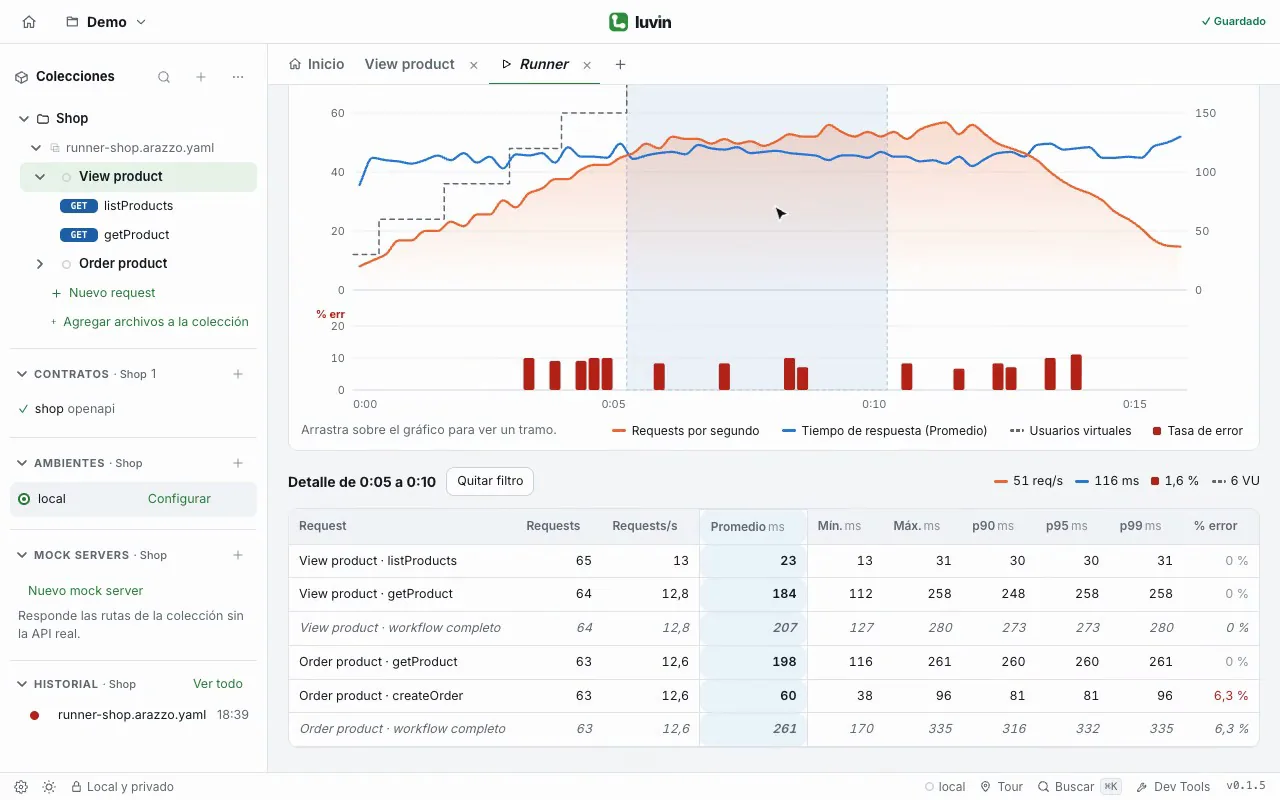 Demo
luvin
Guardado
Colecciones
Shop
runner-shop.arazzo.yaml
View product
GET listProducts
GET getProduct
Order product
+ Nuevo request
+ Agregar archivos a la colección
CONTRATOS · Shop 1 +
shop openapi
AMBIENTES · Shop +
local Configurar
MOCK SERVERS · Shop +
Nuevo mock server
Responde las rutas de la colección sin
la API real.
HISTORIAL · Shop Ver todo
runner-shop.arazzo.yaml 18:39
Inicio View product × Runner × +
60 150
40 100
20 50
0 0
% err
20
10
0
0:00 0:05 0:10 0:15
Arrastra sobre el gráfico para ver un tramo. Requests por segundo Tiempo de respuesta (Promedio) Usuarios virtuales Tasa de error
Detalle de 0:05 a 0:10 Quitar filtro 51 req/s 116 ms 1,6 % 6 VU
Request Requests Requests/s Promedio ms Mín. ms Máx. ms p90 ms p95 ms p99 ms % error
View product · listProducts 65 13 23 13 31 30 30 31 0 %
View product · getProduct 64 12,8 184 112 258 248 258 258 0 %
View product · workflow completo 64 12,8 207 127 280 273 273 280 0 %
Order product · getProduct 63 12,6 198 116 261 260 260 261 0 %
Order product · createOrder 63 12,6 60 38 96 81 81 96 6,3 %
Order product · workflow completo 63 12,6 261 170 335 316 332 335 6,3 %
Local y privado local Tour Buscar ⌘K Dev Tools v0.1.5